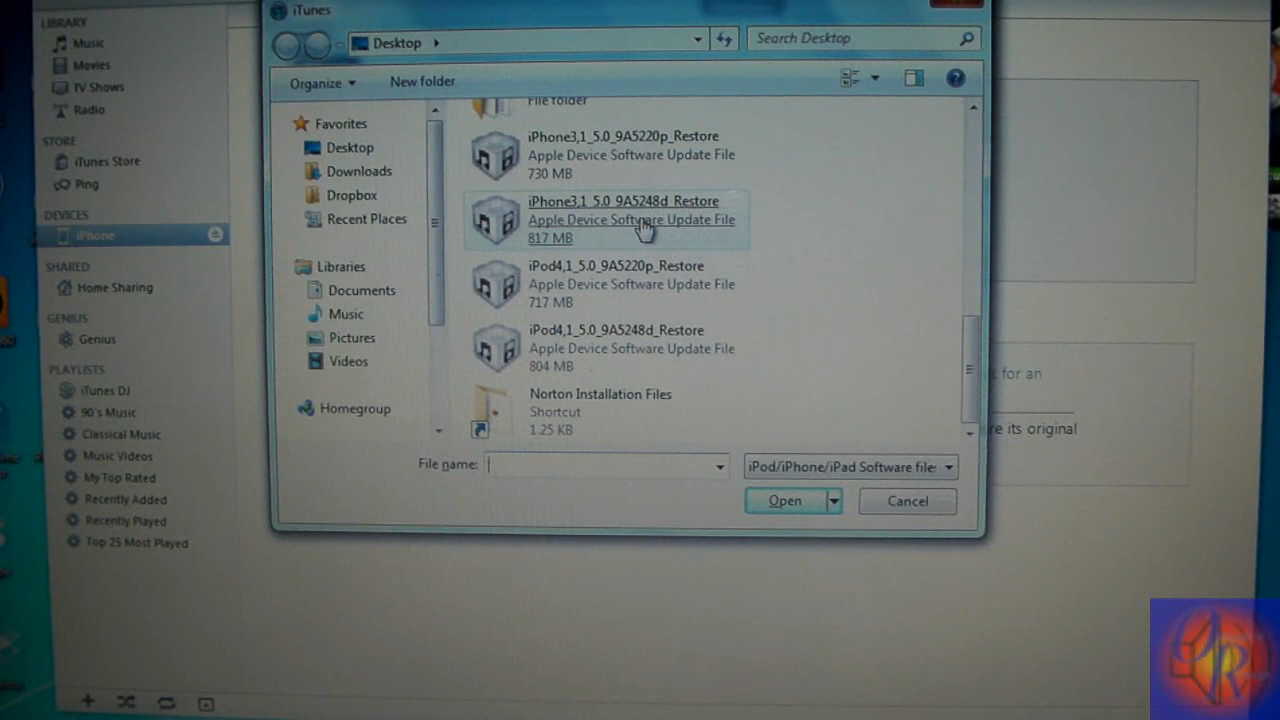 LIBRARY
Music
Movies
TV Shows
Radio
STORE
iTunes Store
Ping
DEVICES
iPhone
SHARED
Home Sharing
GENIUS
Genius
PLAYLISTS
iTunes DJ
90's Music
Classical Music
Music Videos
My Top Rated
Recently Added
Recently Played
Top 25 Most Played
iTunes
Desktop
Search Desktop
Organize
New folder
Favorites
Desktop
Downloads
Dropbox
Recent Places
Libraries
Documents
Music
Pictures
Videos
Homegroup
File folder
iPhone3,1_5.0_9A5220p_Restore
Apple Device Software Update File
730 MB
iPhone3,1_5.0_9A5248d_Restore
Apple Device Software Update File
817 MB
iPod4,1_5.0_9A5220p_Restore
Apple Device Software Update File
717 MB
iPod4,1_5.0_9A5248d_Restore
Apple Device Software Update File
804 MB
Norton Installation Files
Shortcut
1.25 KB
File name:
iPod/iPhone/iPad Software file
Open
Cancel
for an
its original
JR